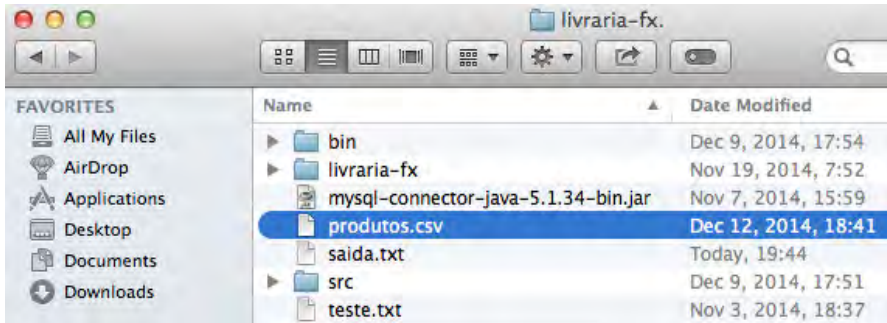 livraria-fx.
FAVORITES
All My Files
AirDrop
Applications
Desktop
Documents
Downloads
Name Date Modified
bin Dec 9, 2014, 17:54
livraria-fx Nov 19, 2014, 7:52
mysql-connector-java-5.1.34-bin.jar Nov 7, 2014, 15:59
produtos.csv Dec 12, 2014, 18:41
saida.txt Today, 19:44
src Dec 9, 2014, 17:51
teste.txt Nov 3, 2014, 18:37